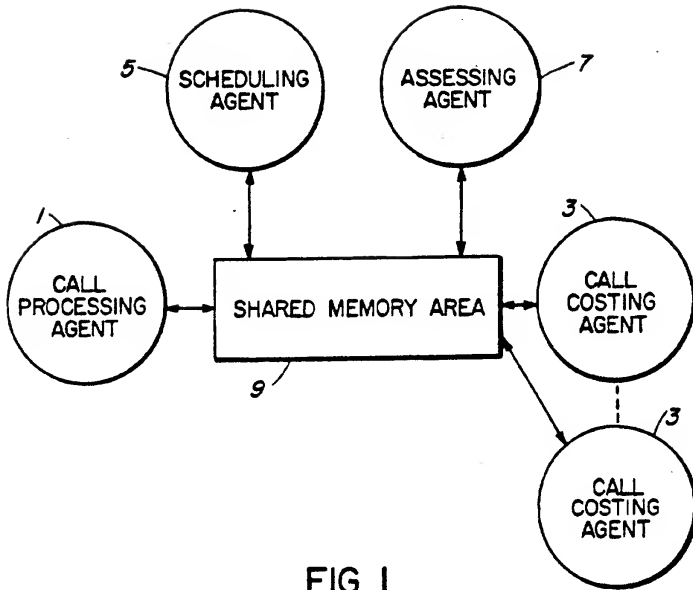 5
SCHEDULING
AGENT
ASSESSING
AGENT
7
1
CALL
PROCESSING
AGENT
SHARED MEMORY AREA
9
3
CALL
COSTING
AGENT
3
CALL
COSTING
AGENT
FIG. 1